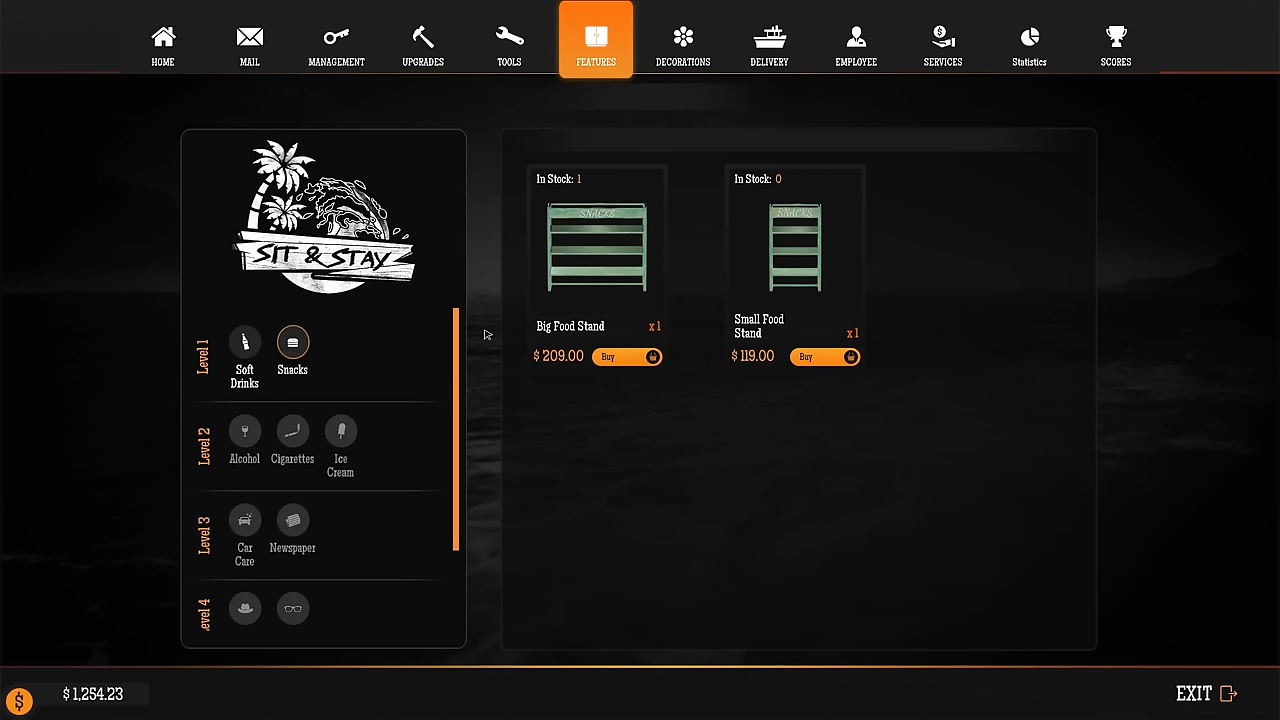 HOME
MAIL
MANAGEMENT
UPGRADES
TOOLS
FEATURES
DECORATIONS
DELIVERY
EMPLOYEE
SERVICES
Statistics
SCORES
SIT & STAY
Level 1
Soft
Drinks
Snacks
Level 2
Alcohol
Cigarettes
Ice
Cream
Level 3
Car
Care
Newspaper
evel 4
In Stock: 1
SNACKS
Big Food Stand
x 1
$ 209.00
Buy
In Stock: 0
SNACKS
Small Food
Stand
x 1
$ 119.00
Buy
$
$ 1,254.23
EXIT